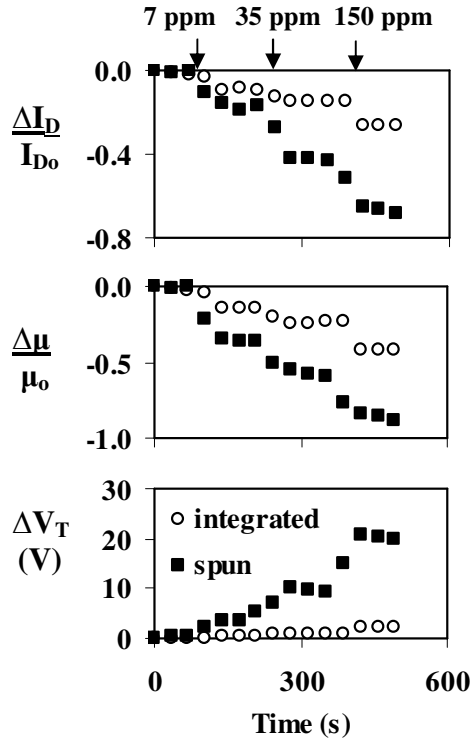 7 ppm 35 ppm 150 ppm
0.0
-0.4
-0.8
ΔI_D
I_Do
0.0
-0.5
-1.0
Δμ
μ_o
30
20
10
0
ΔV_T
(V)
integrated
spun
0 300 600
Time (s)